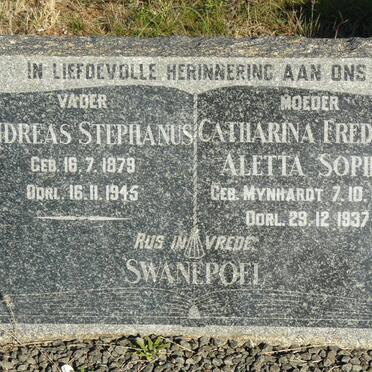 IN LIEFDEVOLLE HERINNERING AAN ONS
VADER
ANDREAS STEPHANUS
GEB. 16. 7. 1879
OORL. 16. 11. 1945
MOEDER
CATHARINA FRED
ALETTA SOPH
GEB. MYNHARDT 7. 10.
OORL. 29. 12. 1937
RUS IN VREDE
SWANEPOEL